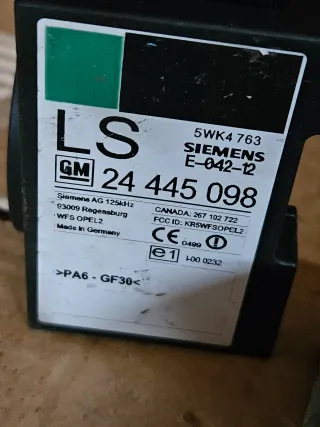 5WK4 763
LS SIEMENS
E-042-12
GM 24 445 098
Siemens AG 125kHz
93009 Regensburg
WFS OPEL2
Made in Germany
CANADA: 267 102 722
FCC ID: KR5WFSOPEL2
CE 0499 !
e1 I-00 0232
>PA6 - GF30<